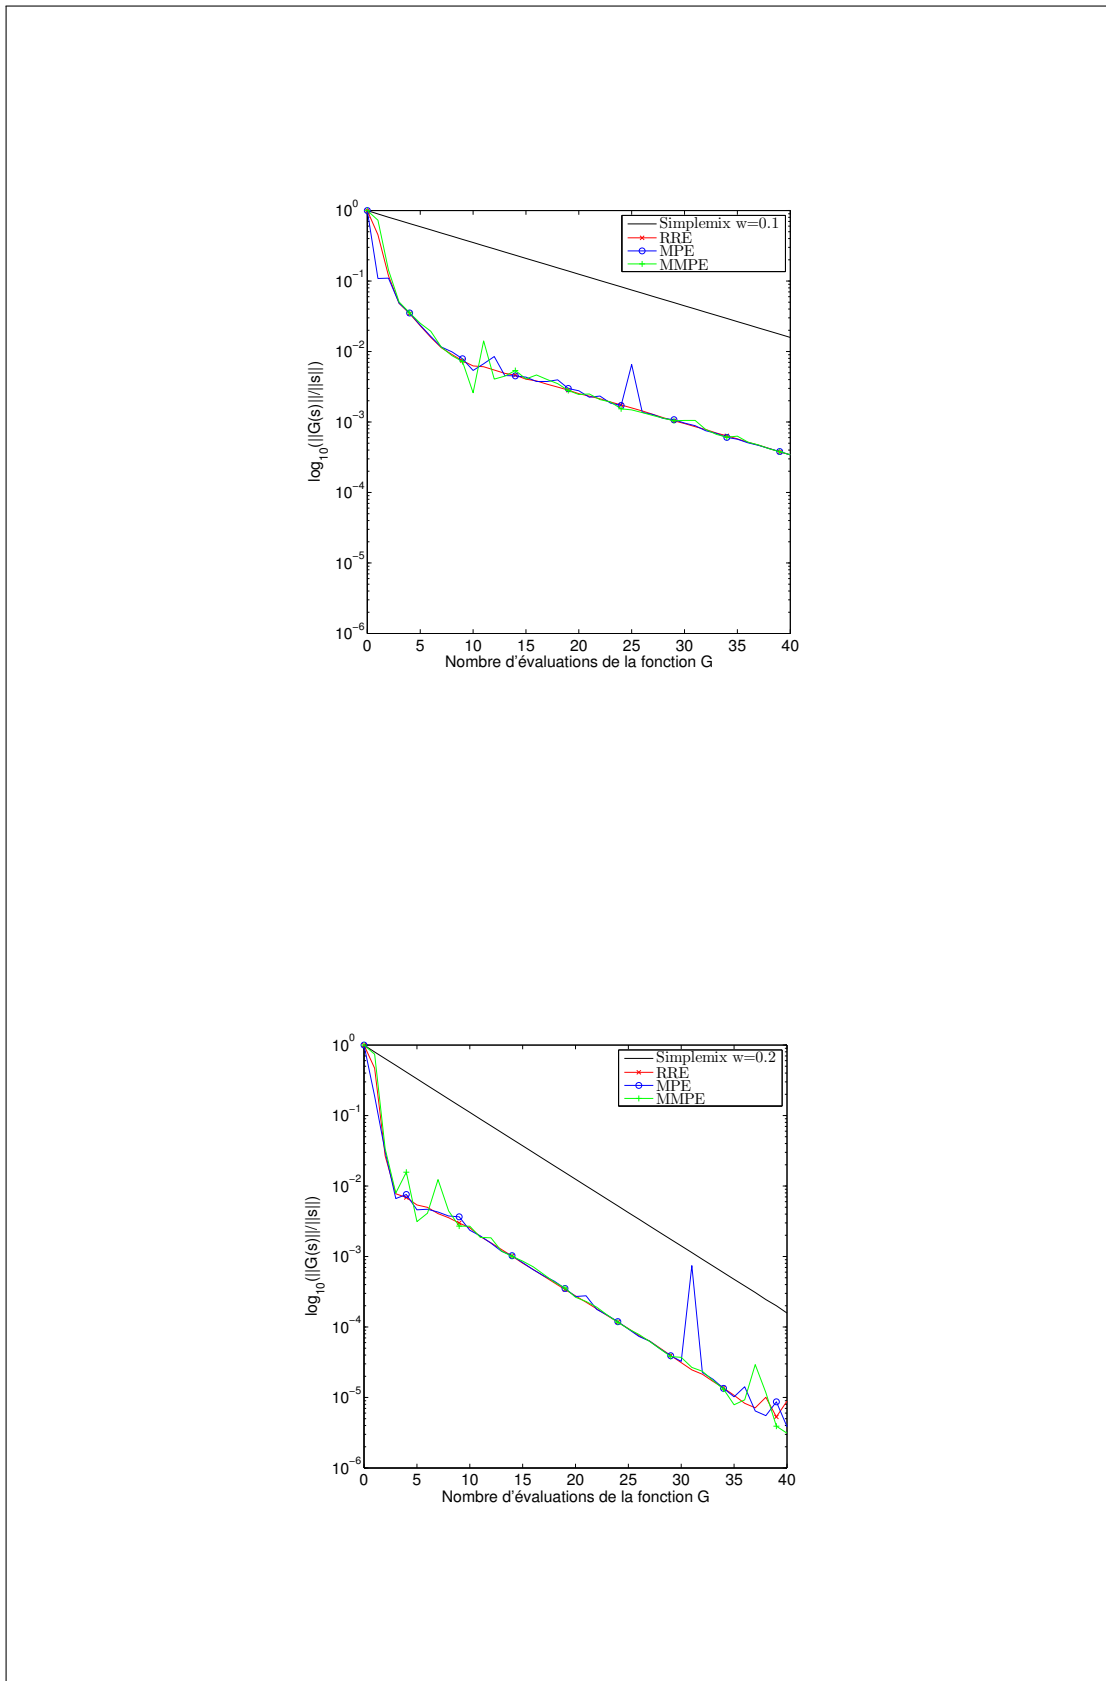 10^0
10^−1
10^−2
10^−3
10^−4
10^−5
10^−6
log_10(||G(s)||/||s||)
Simplemix w=0.1
RRE
MPE
MMPE
0 5 10 15 20 25 30 35 40
Nombre d'évaluations de la fonction G
10^0
10^−1
10^−2
10^−3
10^−4
10^−5
10^−6
log_10(||G(s)||/||s||)
Simplemix w=0.2
RRE
MPE
MMPE
0 5 10 15 20 25 30 35 40
Nombre d'évaluations de la fonction G